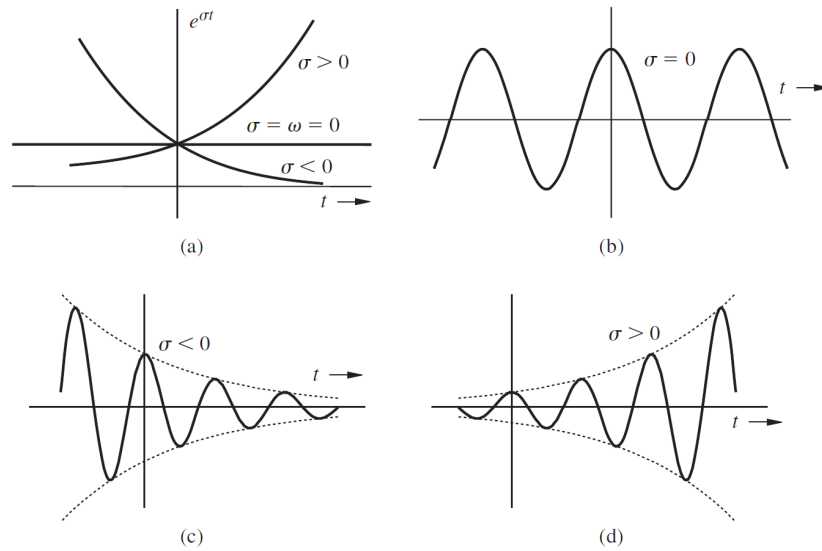 e^{σt}
σ > 0
σ = ω = 0
σ < 0
t
(a)
σ = 0
t
(b)
σ < 0
t
(c)
σ > 0
t
(d)